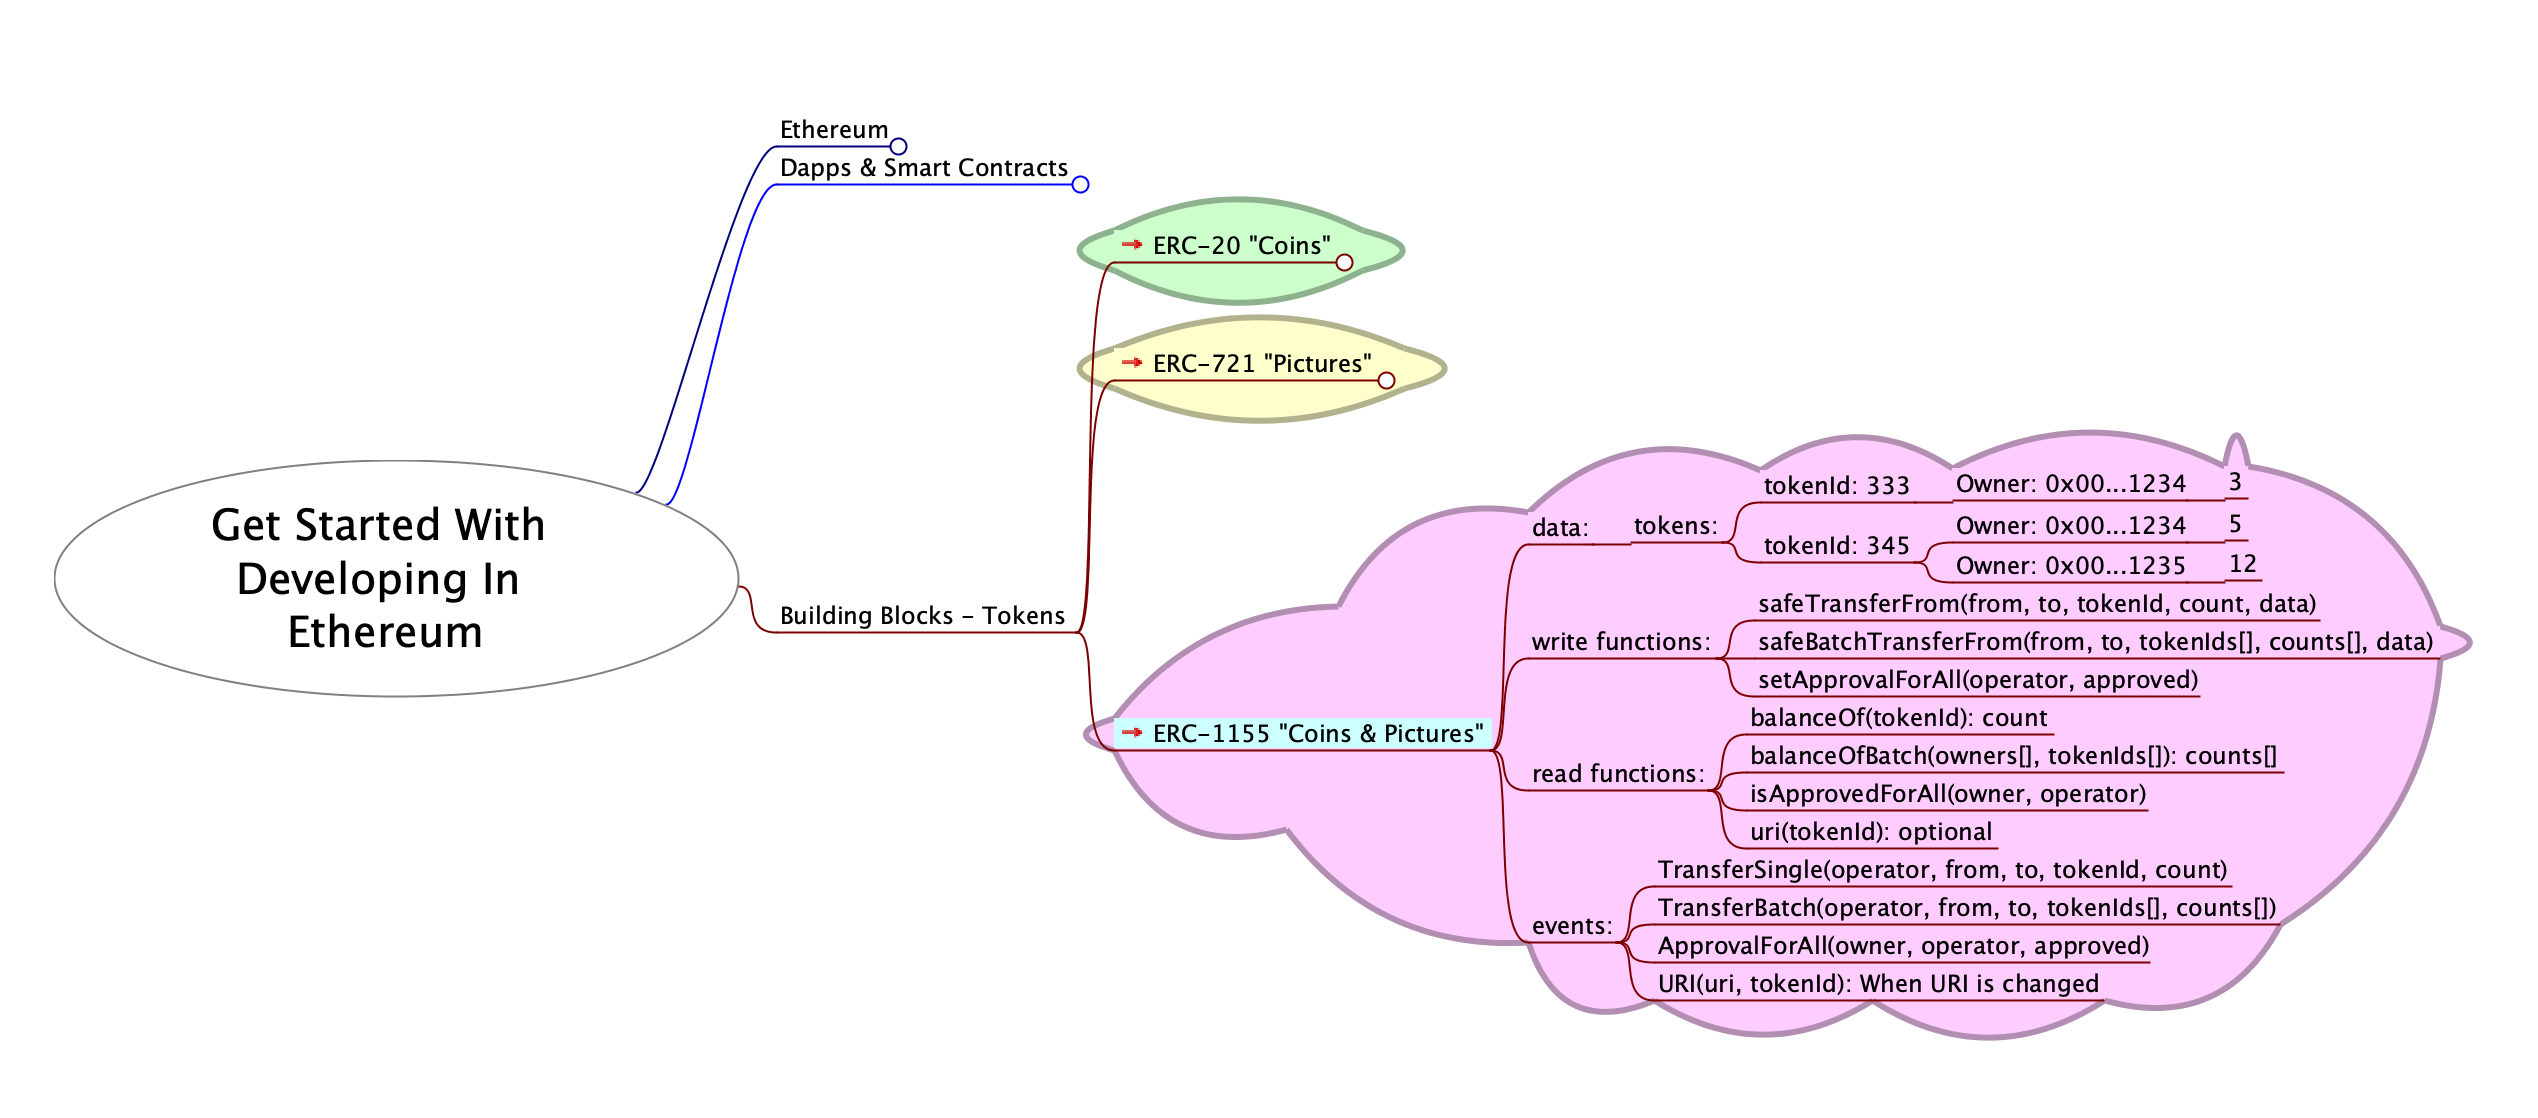 Get Started With
Developing In
Ethereum
Ethereum
Dapps & Smart Contracts
Building Blocks - Tokens
ERC-20 "Coins"
ERC-721 "Pictures"
ERC-1155 "Coins & Pictures"
data:
tokens:
tokenId: 333
Owner: 0x00...1234
3
tokenId: 345
Owner: 0x00...1234
5
Owner: 0x00...1235
12
write functions:
safeTransferFrom(from, to, tokenId, count, data)
safeBatchTransferFrom(from, to, tokenIds[], counts[], data)
setApprovalForAll(operator, approved)
read functions:
balanceOf(tokenId): count
balanceOfBatch(owners[], tokenIds[]): counts[]
isApprovedForAll(owner, operator)
uri(tokenId): optional
events:
TransferSingle(operator, from, to, tokenId, count)
TransferBatch(operator, from, to, tokenIds[], counts[])
ApprovalForAll(owner, operator, approved)
URI(uri, tokenId): When URI is changed